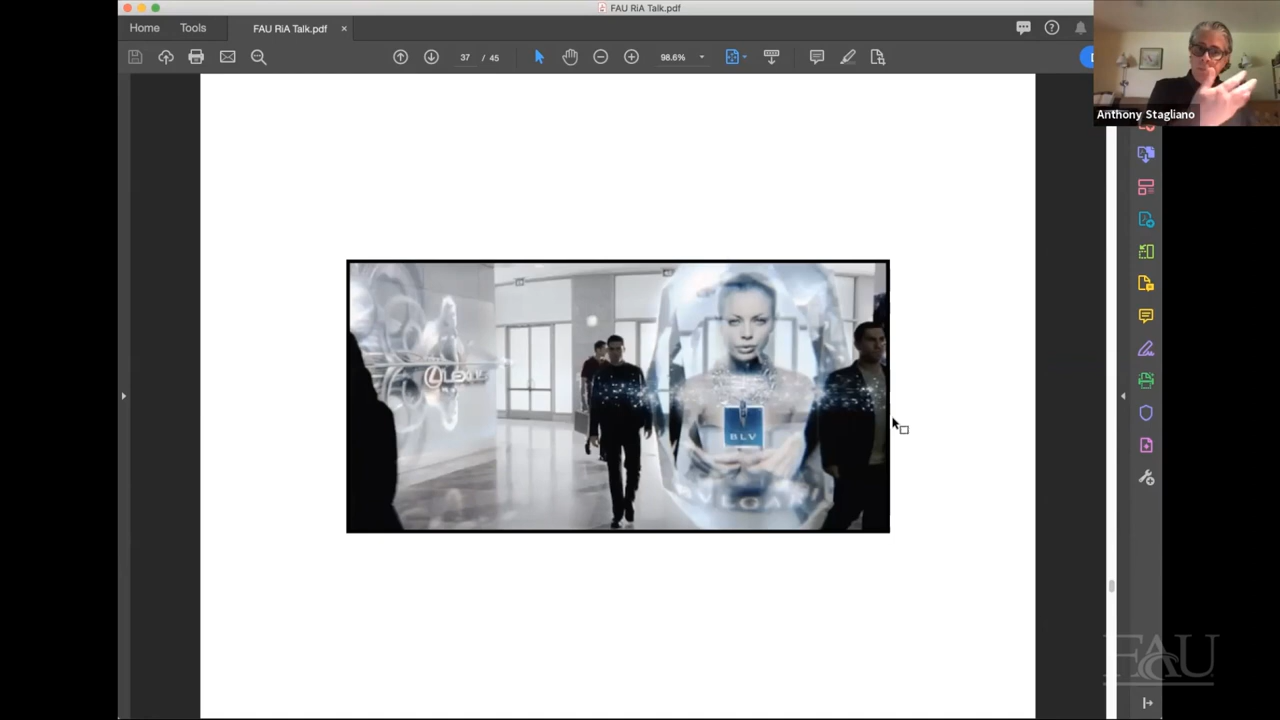 FAU RiA Talk.pdf
Home
Tools
FAU RiA Talk.pdf ×
37 / 45
98.6%
Anthony Stagliano
LEXUS
BLV
BVLGARI
FAU